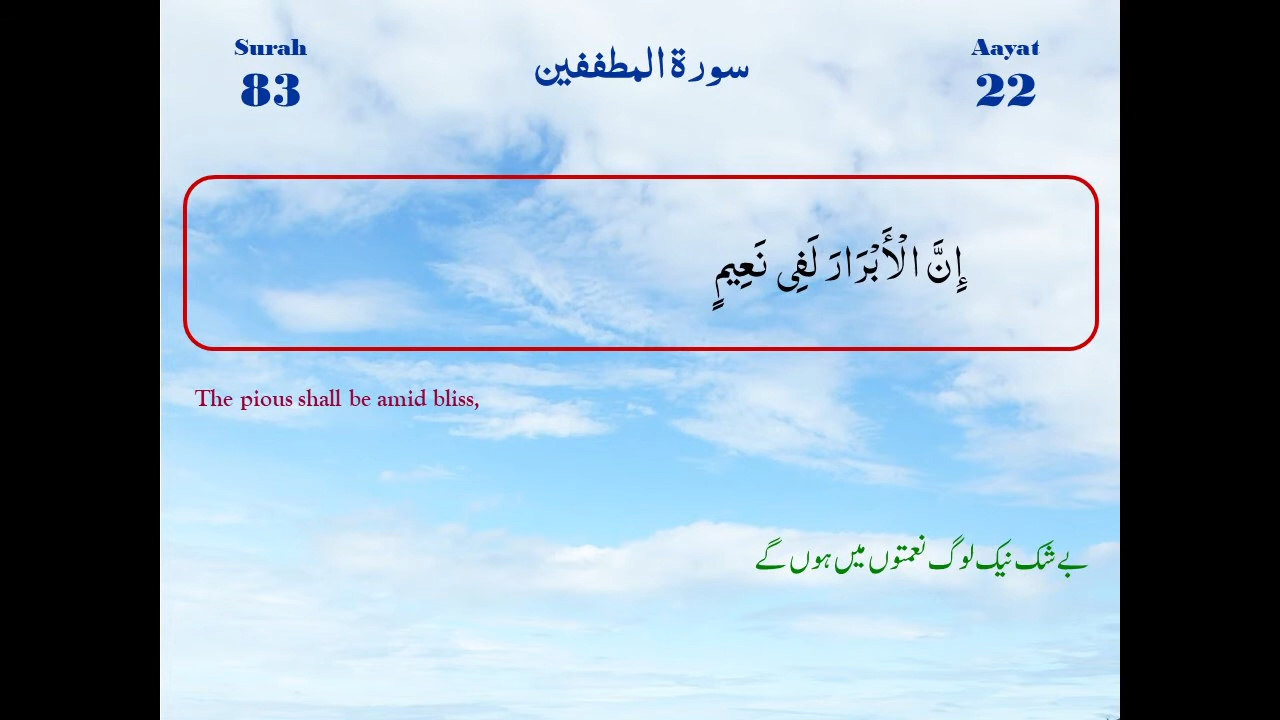 Surah
83
سورة المطففين
Aayat
22
إِنَّ الْأَبْرَارَ لَفِى نَعِيمٍ
The pious shall be amid bliss,
بے شک نیک لوگ نعمتوں میں ہوں گے